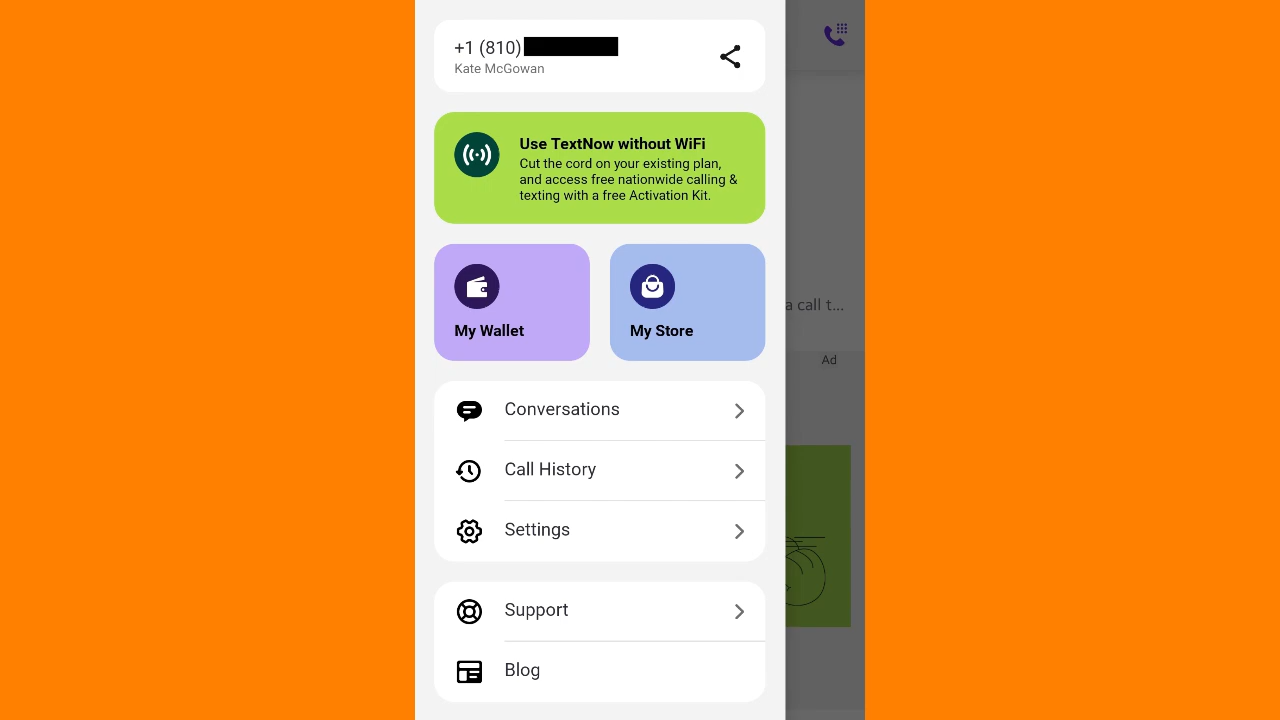 +1 (810)
Kate McGowan
Use TextNow without WiFi
Cut the cord on your existing plan,
and access free nationwide calling &
texting with a free Activation Kit.
My Wallet
My Store
a call t...
Ad
Conversations
Call History
Settings
Support
Blog